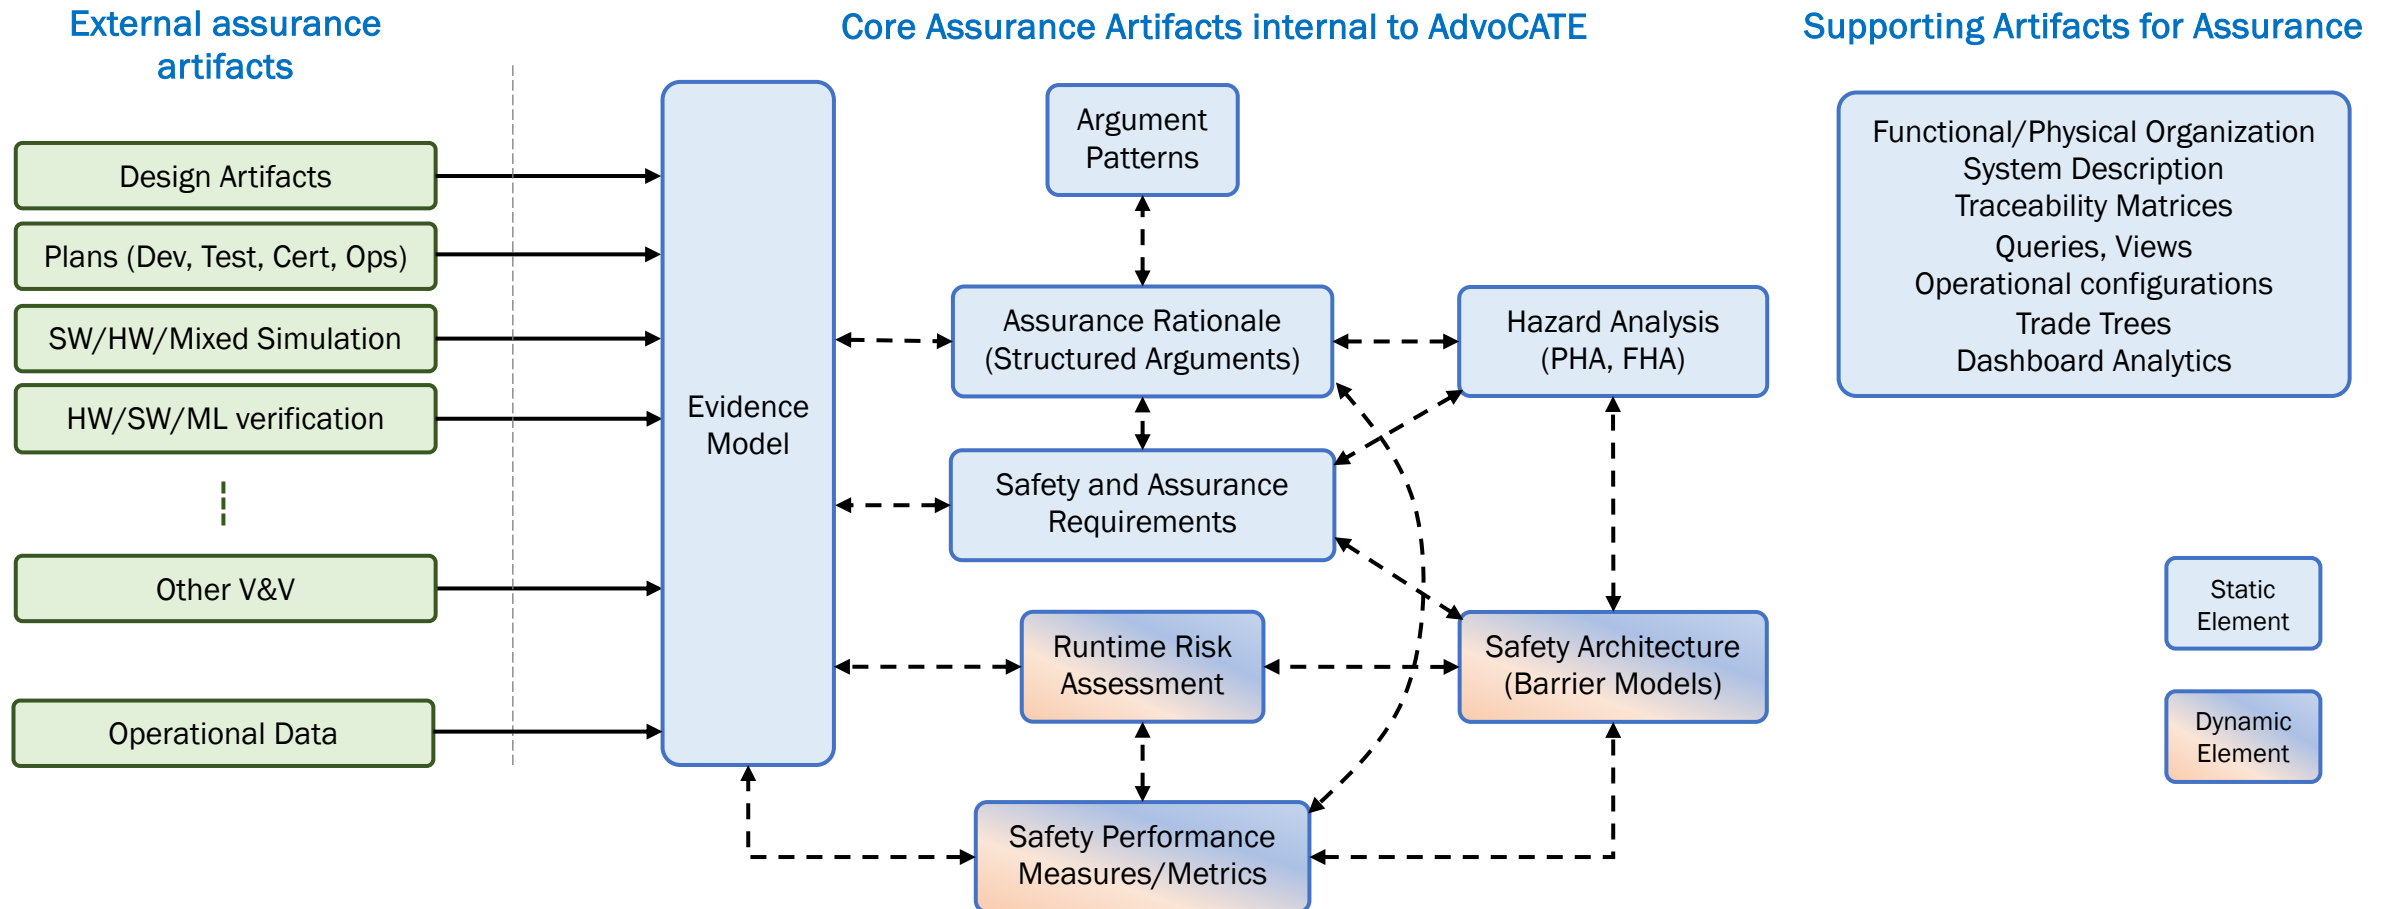 External assurance
artifacts
Design Artifacts
Plans (Dev, Test, Cert, Ops)
SW/HW/Mixed Simulation
HW/SW/ML verification
Other V&V
Operational Data
Core Assurance Artifacts internal to AdvoCATE
Evidence
Model
Argument
Patterns
Assurance Rationale
(Structured Arguments)
Hazard Analysis
(PHA, FHA)
Safety and Assurance
Requirements
Runtime Risk
Assessment
Safety Architecture
(Barrier Models)
Safety Performance
Measures/Metrics
Supporting Artifacts for Assurance
Functional/Physical Organization
System Description
Traceability Matrices
Queries, Views
Operational configurations
Trade Trees
Dashboard Analytics
Static
Element
Dynamic
Element